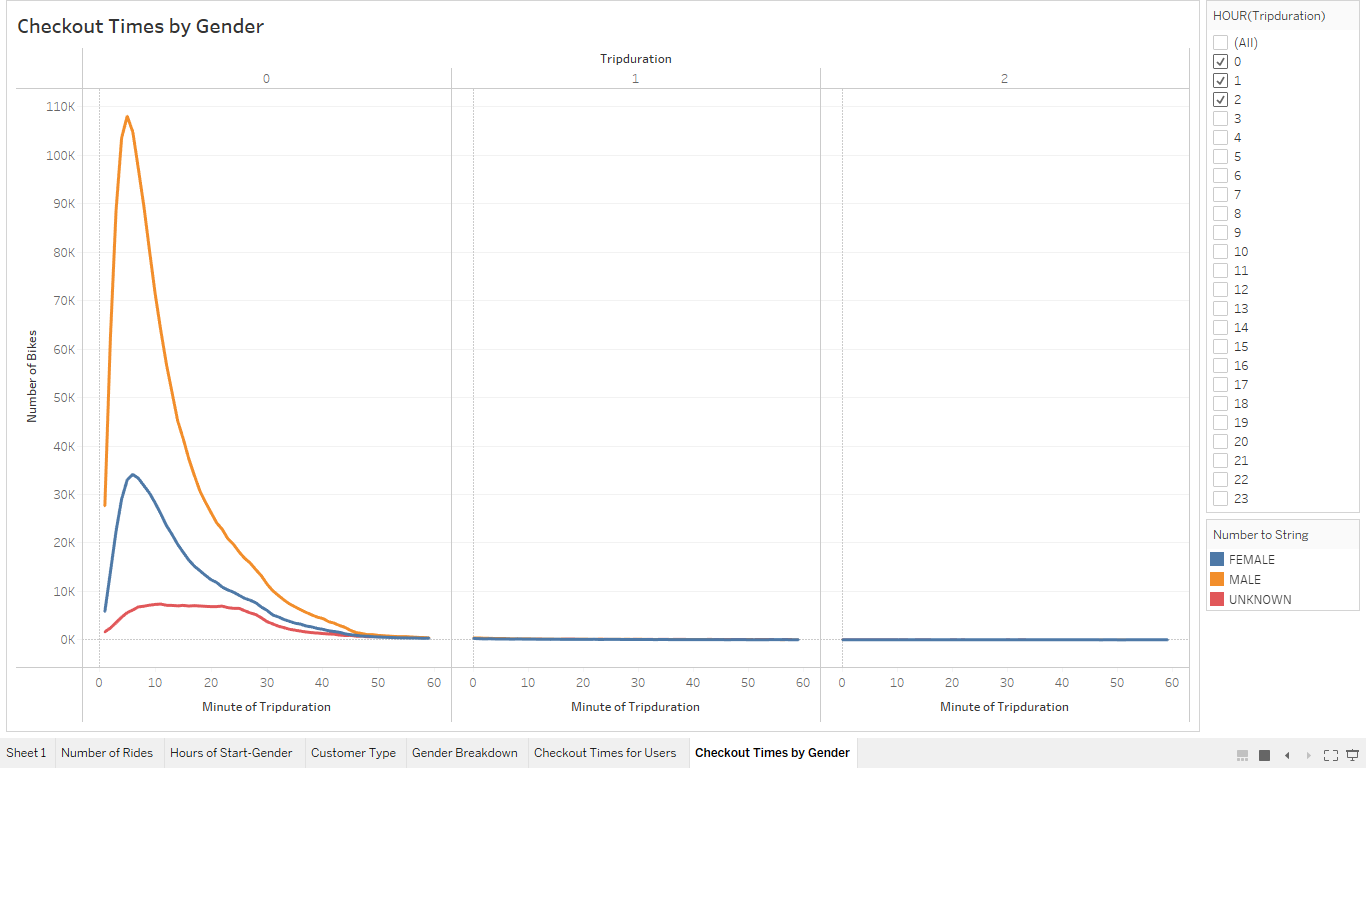 Checkout Times by Gender
Tripduration
0 1 2
110K
100K
90K
80K
70K
60K
50K
40K
30K
20K
10K
0K
Number of Bikes
0 10 20 30 40 50 60 0 10 20 30 40 50 60 0 10 20 30 40 50 60
Minute of Tripduration Minute of Tripduration Minute of Tripduration
HOUR(Tripduration)
(All)
0
1
2
3
4
5
6
7
8
9
10
11
12
13
14
15
16
17
18
19
20
21
22
23
Number to String
FEMALE
MALE
UNKNOWN
Sheet 1 Number of Rides Hours of Start-Gender Customer Type Gender Breakdown Checkout Times for Users Checkout Times by Gender